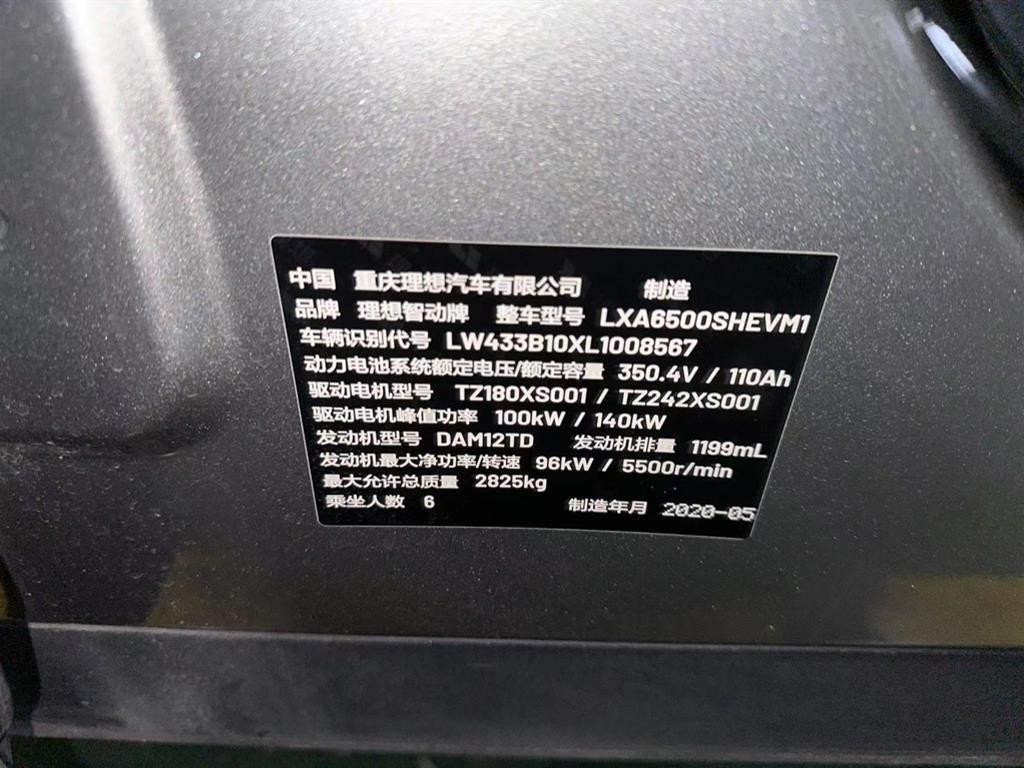 中国 重庆理想汽车有限公司 制造
品牌 理想智动牌 整车型号 LXA6500SHEVM1
车辆识别代号 LW433B10XL1008567
动力电池系统额定电压/额定容量 350.4V / 110Ah
驱动电机型号 TZ180XS001 / TZ242XS001
驱动电机峰值功率 100kW / 140kW
发动机型号 DAM12TD 发动机排量 1199mL
发动机最大净功率/转速 96kW / 5500r/min
最大允许总质量 2825kg
乘坐人数 6 制造年月 2020-05